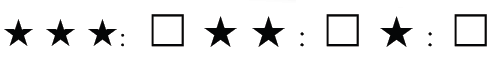 ★ ★ ★: □ ★ ★ : □ ★ : □